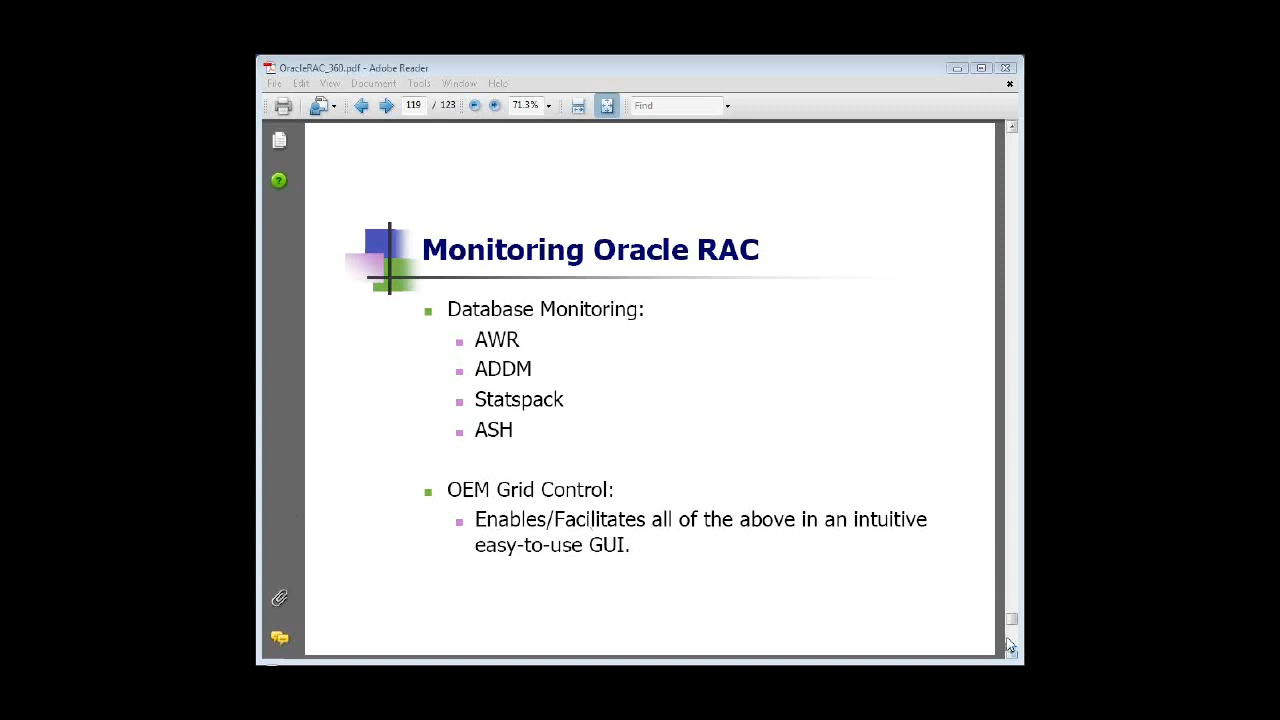 OracleRAC_360.pdf - Adobe Reader
File Edit View Document Tools Window Help
119 / 123 71.3% Find
Monitoring Oracle RAC
Database Monitoring:
AWR
ADDM
Statspack
ASH
OEM Grid Control:
Enables/Facilitates all of the above in an intuitive
easy-to-use GUI.